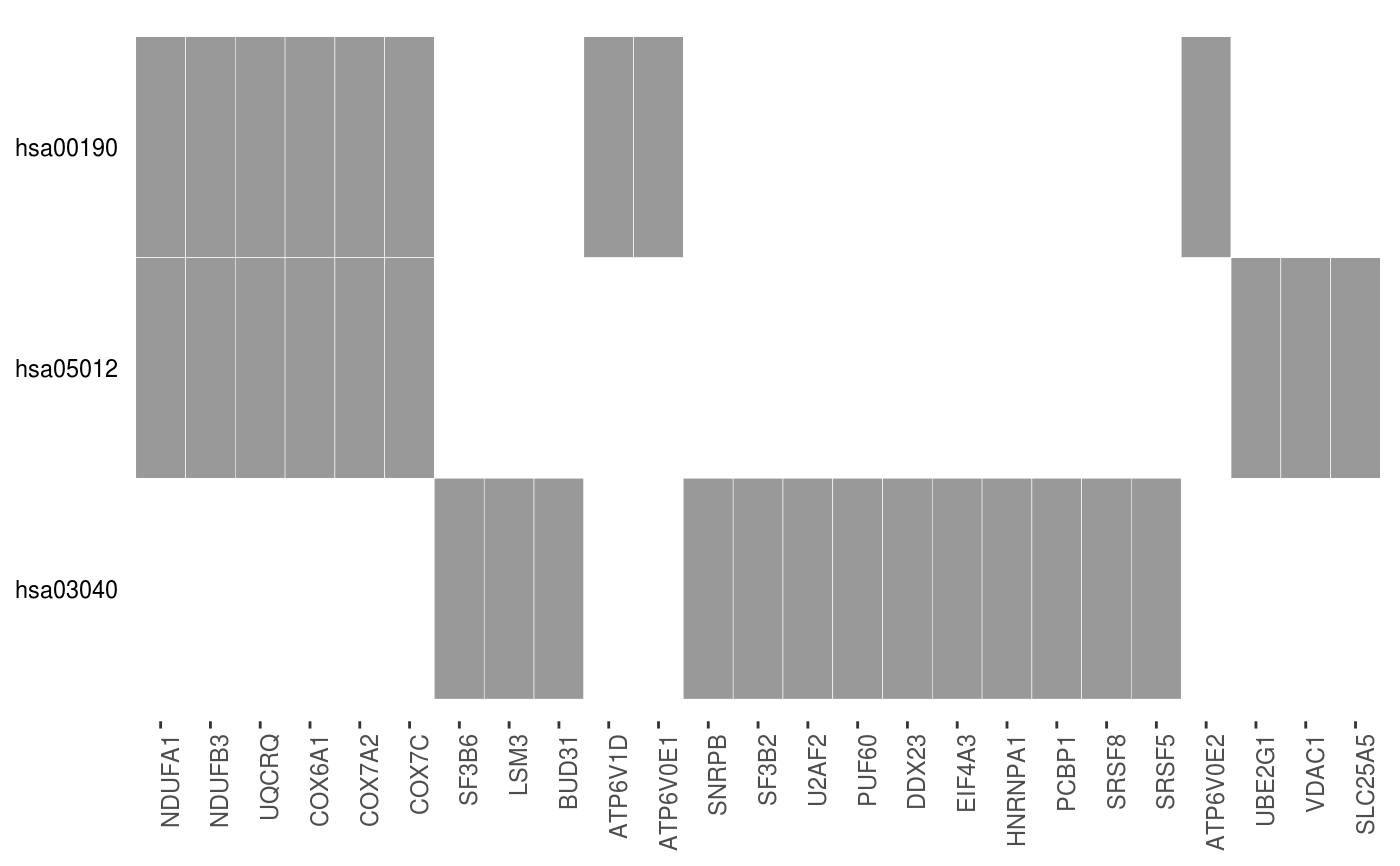 hsa00190
hsa05012
hsa03040
NDUFA1
NDUFB3
UQCRQ
COX6A1
COX7A2
COX7C
SF3B6
LSM3
BUD31
ATP6V1D
ATP6V0E1
SNRPB
SF3B2
U2AF2
PUF60
DDX23
EIF4A3
HNRNPA1
PCBP1
SRSF8
SRSF5
ATP6V0E2
UBE2G1
VDAC1
SLC25A5